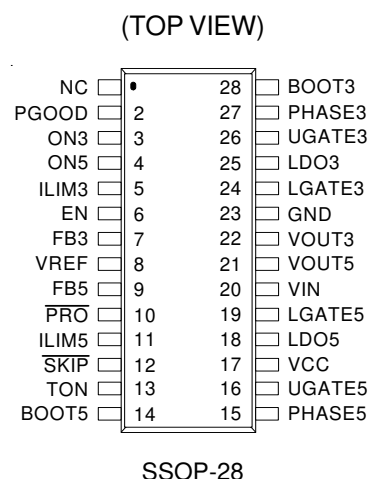 (TOP VIEW)
NC 28 BOOT3
PGOOD 2 27 PHASE3
ON3 3 26 UGATE3
ON5 4 25 LDO3
ILIM3 5 24 LGATE3
EN 6 23 GND
FB3 7 22 VOUT3
VREF 8 21 VOUT5
FB5 9 20 VIN
PRO 10 19 LGATE5
ILIM5 11 18 LDO5
SKIP 12 17 VCC
TON 13 16 UGATE5
BOOT5 14 15 PHASE5
SSOP-28